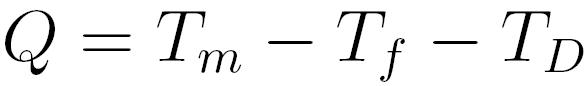 Q = T_m - T_f - T_D